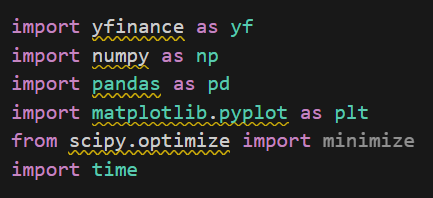 import yfinance as yf
import numpy as np
import pandas as pd
import matplotlib.pyplot as plt
from scipy.optimize import minimize
import time